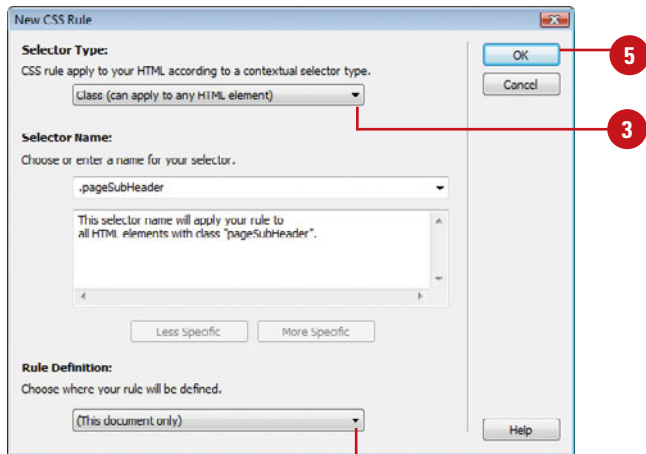 New CSS Rule
Selector Type:
CSS rule apply to your HTML according to a contextual selector type.
Class (can apply to any HTML element)
Selector Name:
Choose or enter a name for your selector.
.pageSubHeader
This selector name will apply your rule to
all HTML elements with class "pageSubHeader".
Less Specific
More Specific
Rule Definition:
Choose where your rule will be defined.
(This document only)
OK
Cancel
Help
5
3